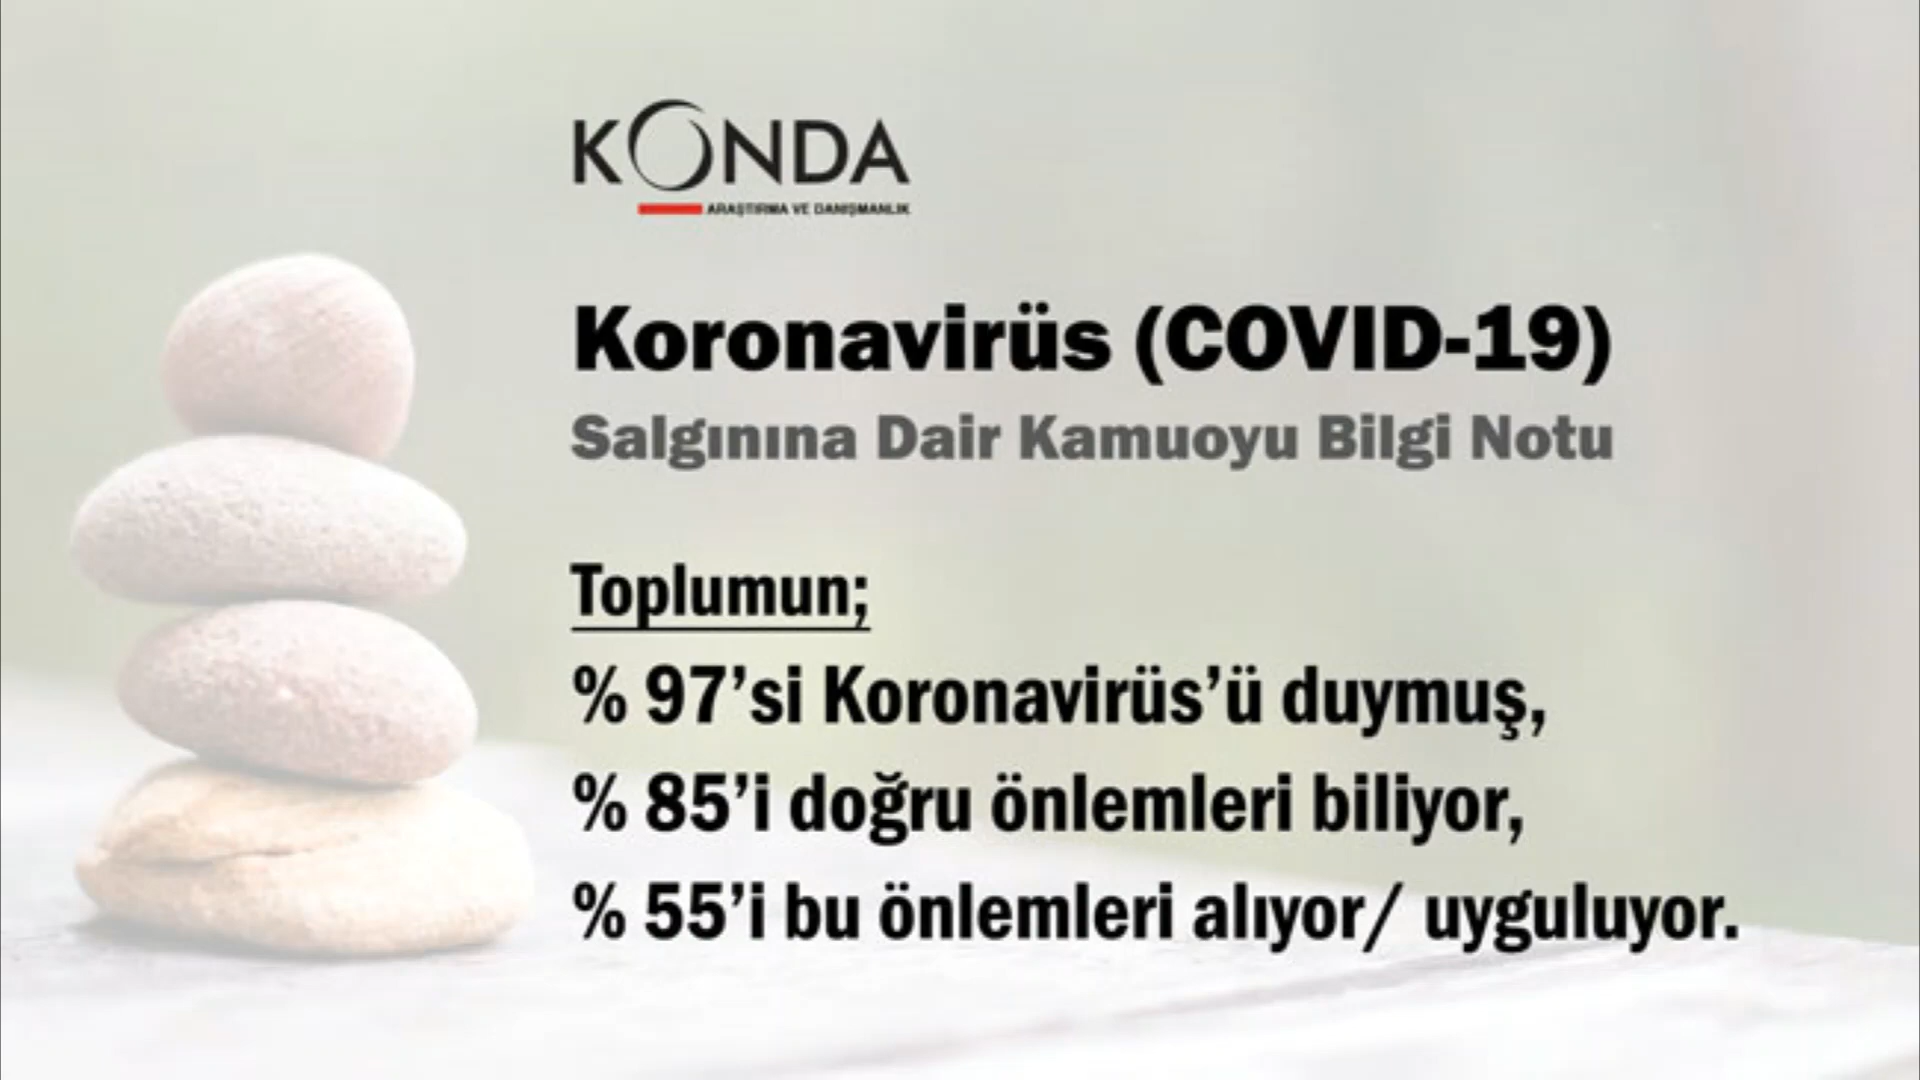 KONDA
ARAŞTIRMA VE DANIŞMANLIK
Koronavirüs (COVID-19)
Salgınına Dair Kamuoyu Bilgi Notu
Toplumun;
% 97’si Koronavirüs’ü duymuş,
% 85’i doğru önlemleri biliyor,
% 55’i bu önlemleri alıyor/ uyguluyor.